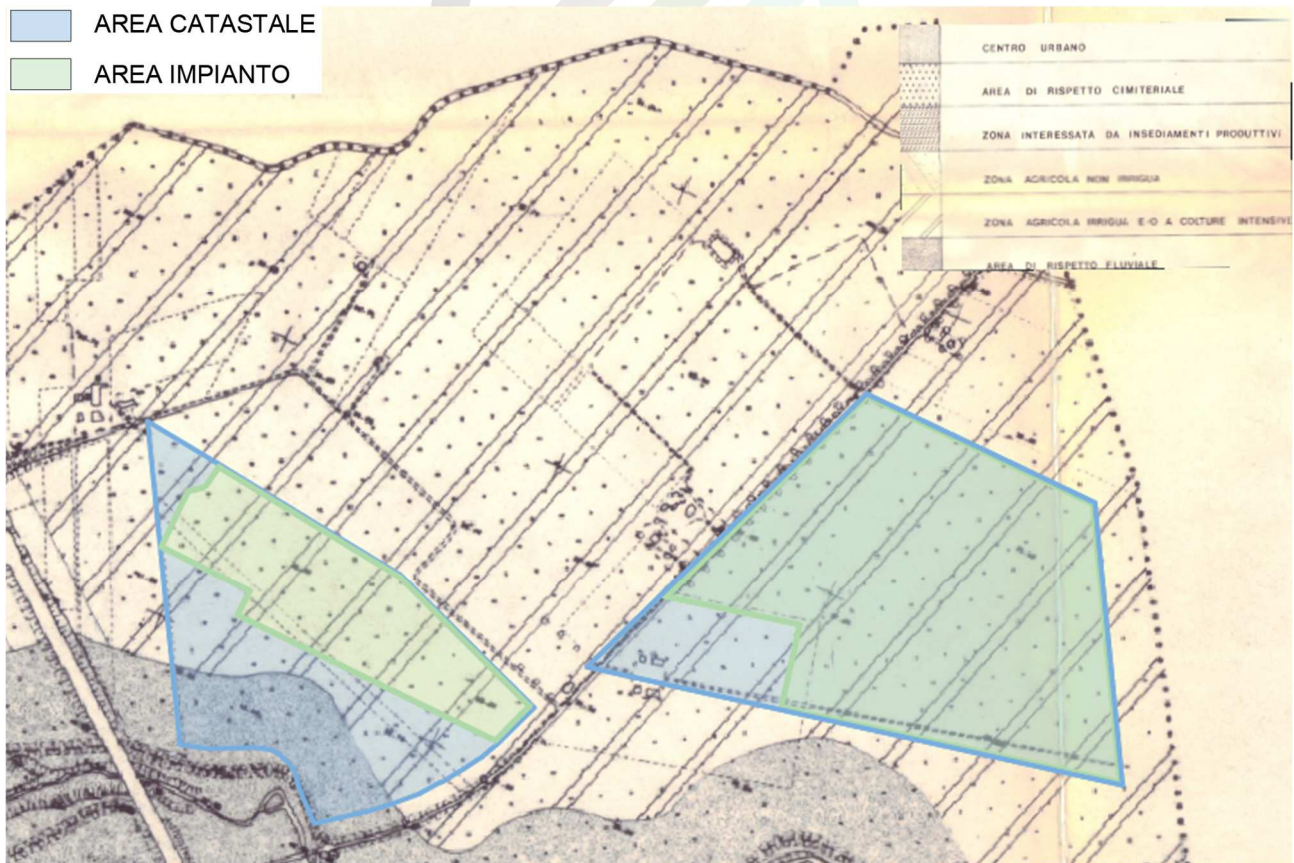 AREA CATASTALE
AREA IMPIANTO
CENTRO URBANO
AREA DI RISPETTO CIMITERIALE
ZONA INTERESSATA DA INSEDIAMENTI PRODUTTIVI
ZONA AGRICOLA NON IRRIGUA
ZONA AGRICOLA IRRIGUA E-O A COLTURE INTENSIVE
AREA DI RISPETTO FLUVIALE